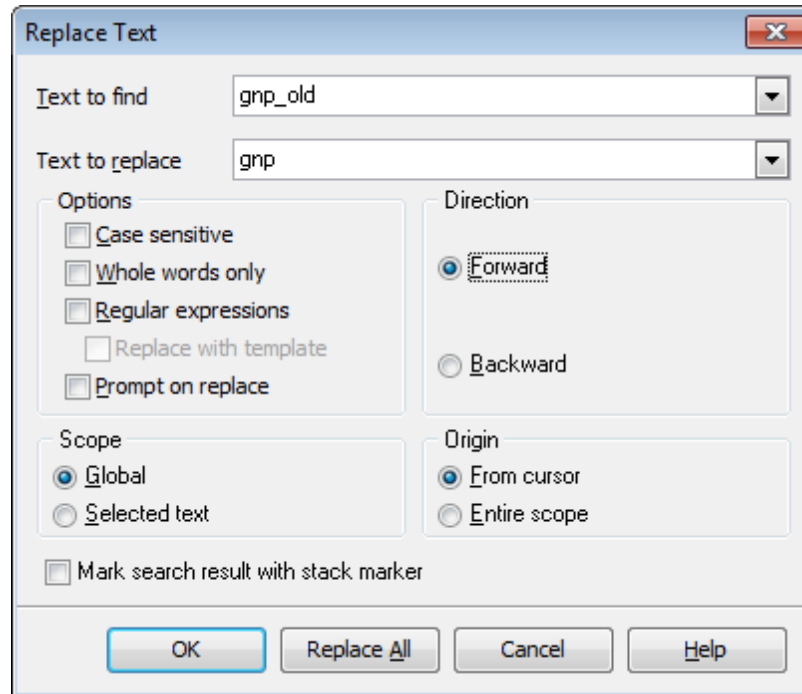 Replace Text
Text to find
gnp_old
Text to replace
gnp
Options
Case sensitive
Whole words only
Regular expressions
Replace with template
Prompt on replace
Direction
Forward
Backward
Scope
Global
Selected text
Origin
From cursor
Entire scope
Mark search result with stack marker
OK
Replace All
Cancel
Help